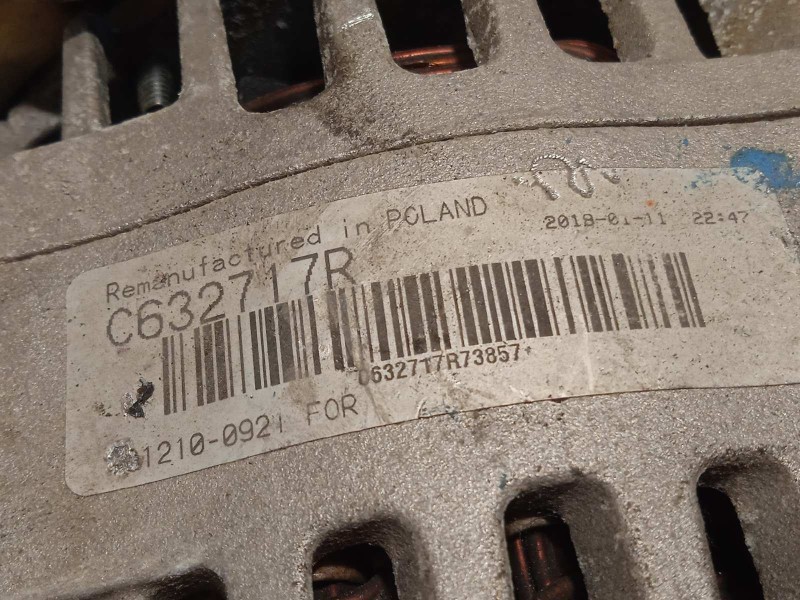 Remanufactured in POLAND
2018-01-11 22:47
C632717R
C632717R73857*
1210-0921 FOR